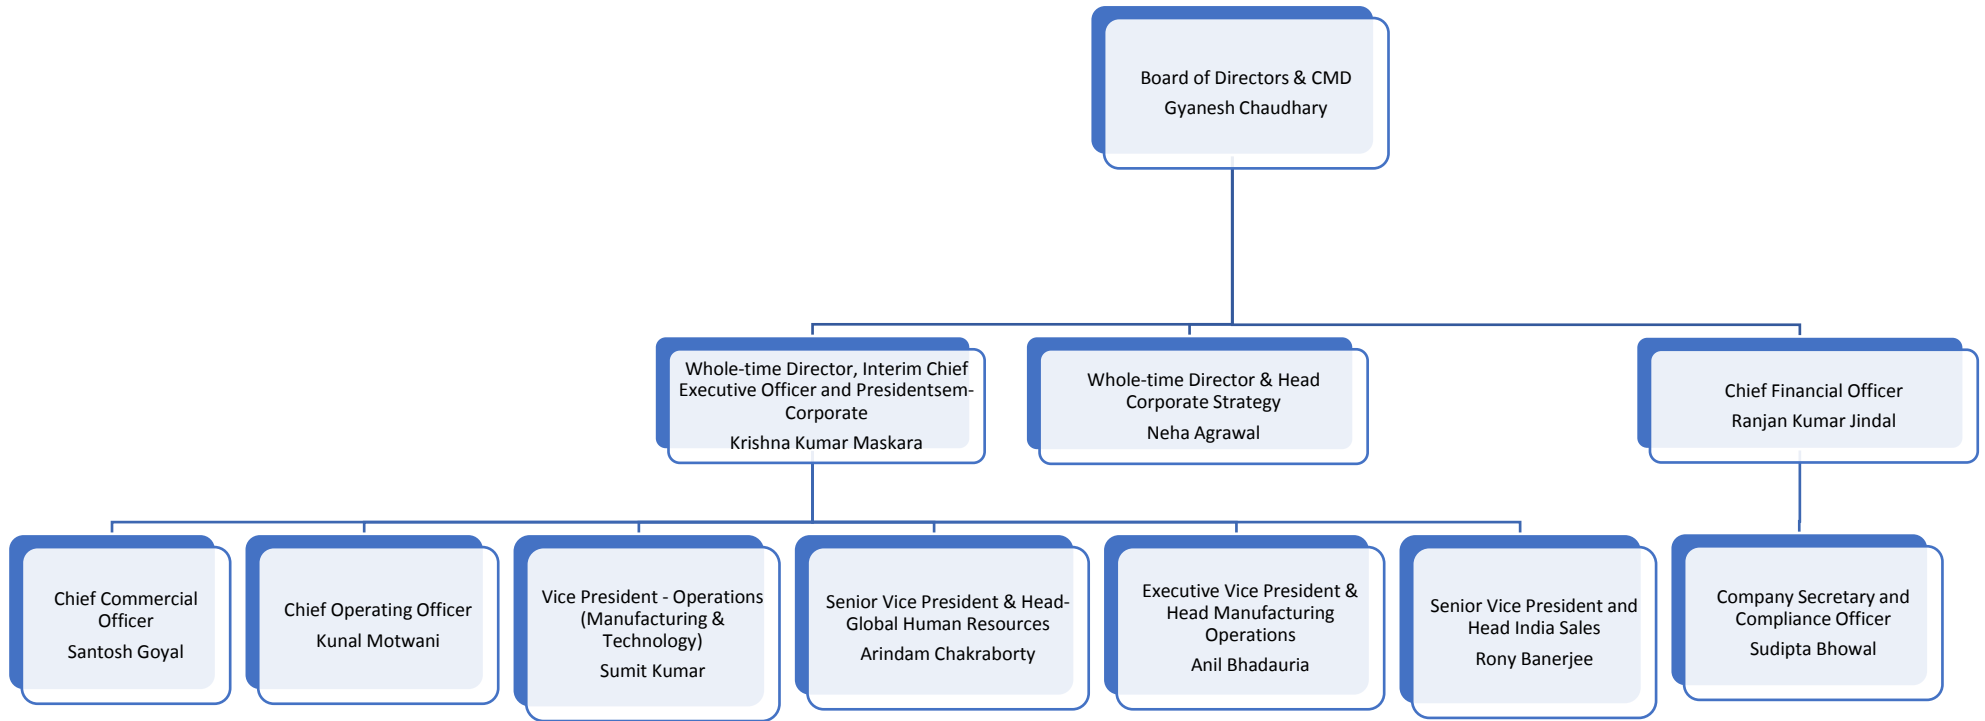 Board of Directors & CMD
Gyanesh Chaudhary
Whole-time Director, Interim Chief
Executive Officer and Presidentsem-
Corporate
Krishna Kumar Maskara
Whole-time Director & Head
Corporate Strategy
Neha Agrawal
Chief Financial Officer
Ranjan Kumar Jindal
Chief Commercial
Officer
Santosh Goyal
Chief Operating Officer
Kunal Motwani
Vice President - Operations
(Manufacturing &
Technology)
Sumit Kumar
Senior Vice President & Head-
Global Human Resources
Arindam Chakraborty
Executive Vice President &
Head Manufacturing
Operations
Anil Bhadauria
Senior Vice President and
Head India Sales
Rony Banerjee
Company Secretary and
Compliance Officer
Sudipta Bhowal